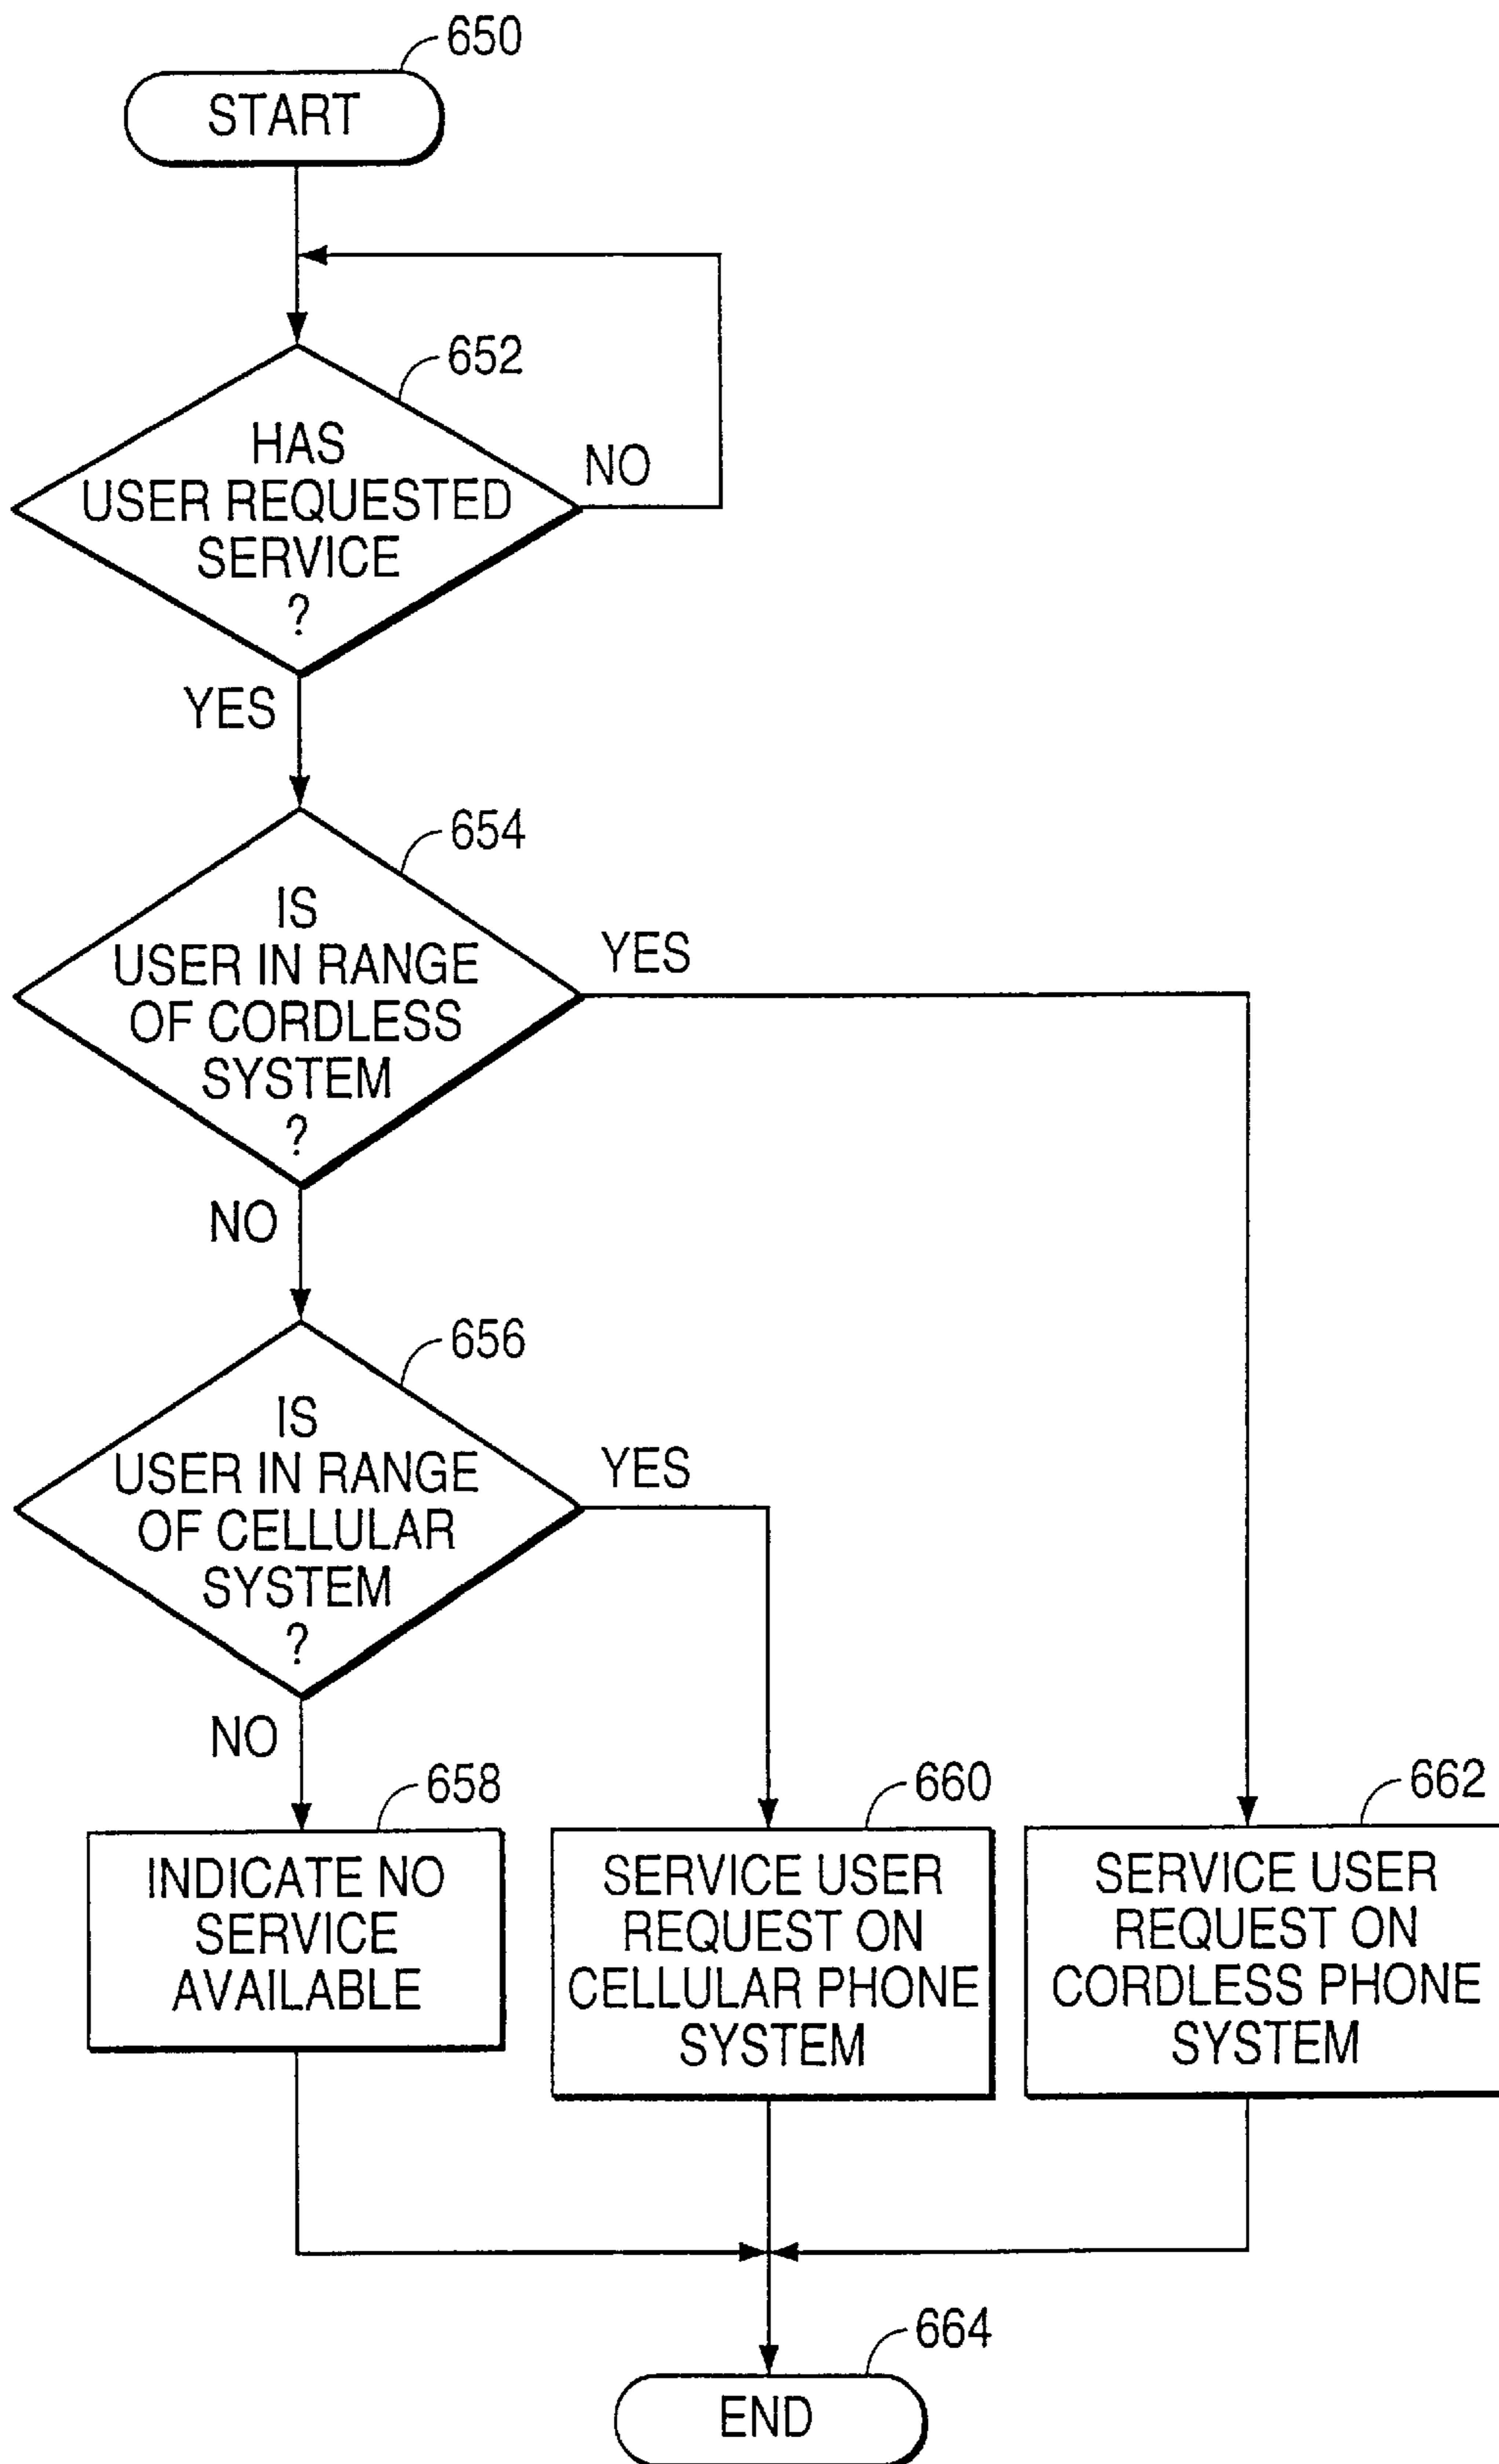 650
START
652
HAS
USER REQUESTED
SERVICE
?
NO
YES
654
IS
USER IN RANGE
OF CORDLESS
SYSTEM
?
YES
NO
656
IS
USER IN RANGE
OF CELLULAR
SYSTEM
?
YES
NO
658
INDICATE NO
SERVICE
AVAILABLE
660
SERVICE USER
REQUEST ON
CELLULAR PHONE
SYSTEM
662
SERVICE USER
REQUEST ON
CORDLESS PHONE
SYSTEM
664
END